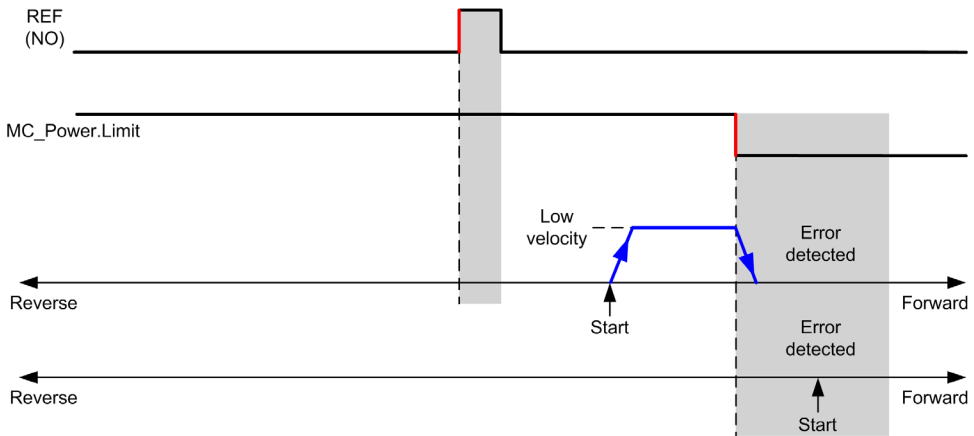 REF
(NO)
MC_Power.Limit
Low
velocity
Error
detected
Reverse
Forward
Start
Error
detected
Reverse
Forward
Start